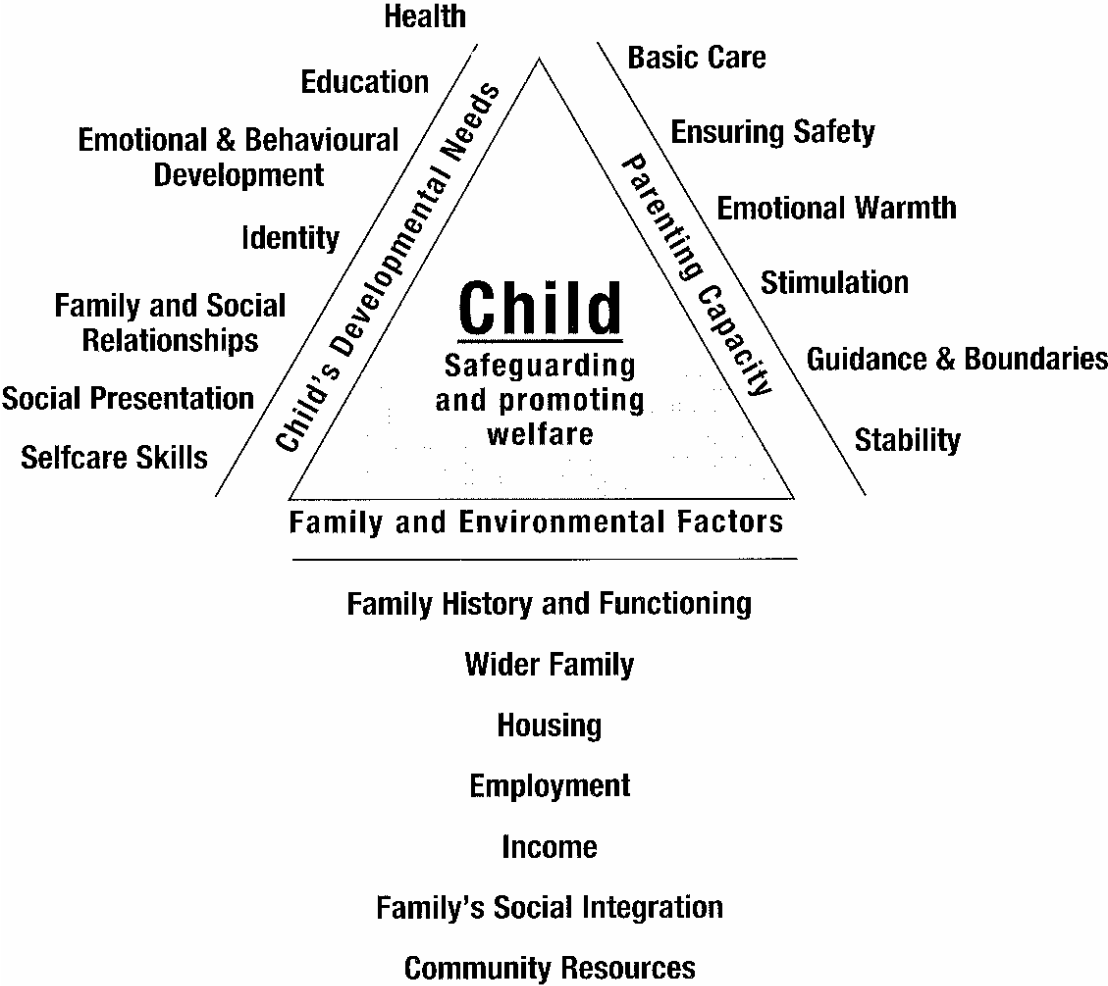 Health
Education
Emotional & Behavioural
Development
Identity
Family and Social
Relationships
Social Presentation
Selfcare Skills
Child's Developmental Needs
Basic Care
Ensuring Safety
Emotional Warmth
Stimulation
Guidance & Boundaries
Stability
Parenting Capacity
Child
Safeguarding
and promoting
welfare
Family and Environmental Factors
Family History and Functioning
Wider Family
Housing
Employment
Income
Family's Social Integration
Community Resources